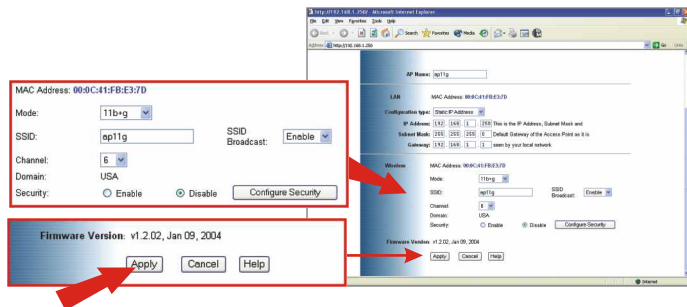 MAC Address: 00:0C:41:FB:E3:7D
Mode: 11b+g
SSID: ap11g SSID Broadcast: Enable
Channel: 6
Domain: USA
Security: Enable Disable Configure Security
Firmware Version: v1.2.02, Jan 09, 2004
Apply Cancel Help
http://192.168.1.250/ - Microsoft Internet Explorer
File Edit View Favorites Tools Help
Back Search Favorites Media
Address http://192.168.1.250 Go Links
AP Name: ap11g
LAN MAC Address: 00:0C:41:FB:E3:7D
Configuration type: Static IP Address
IP Address: 192 . 168 . 1 . 250 This is the IP Address, Subnet Mask and
Subnet Mask: 255 . 255 . 255 . 0 Default Gateway of the Access Point as it is
Gateway: 192 . 168 . 1 . 1 seen by your local network
Wireless MAC Address: 00:0C:41:FB:E3:7D
Mode: 11b+g
SSID: ap11g SSID Broadcast: Enable
Channel: 6
Domain: USA
Security: Enable Disable Configure Security
Firmware Version: v1.2.02, Jan 09, 2004
Apply Cancel Help
Internet